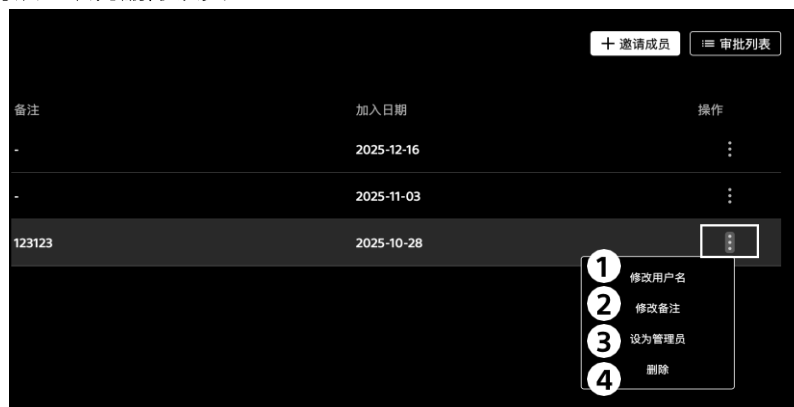 + 邀请成员 审批列表
备注 加入日期 操作
- 2025-12-16
- 2025-11-03
123123 2025-10-28
1 修改用户名
2 修改备注
3 设为管理员
4 删除